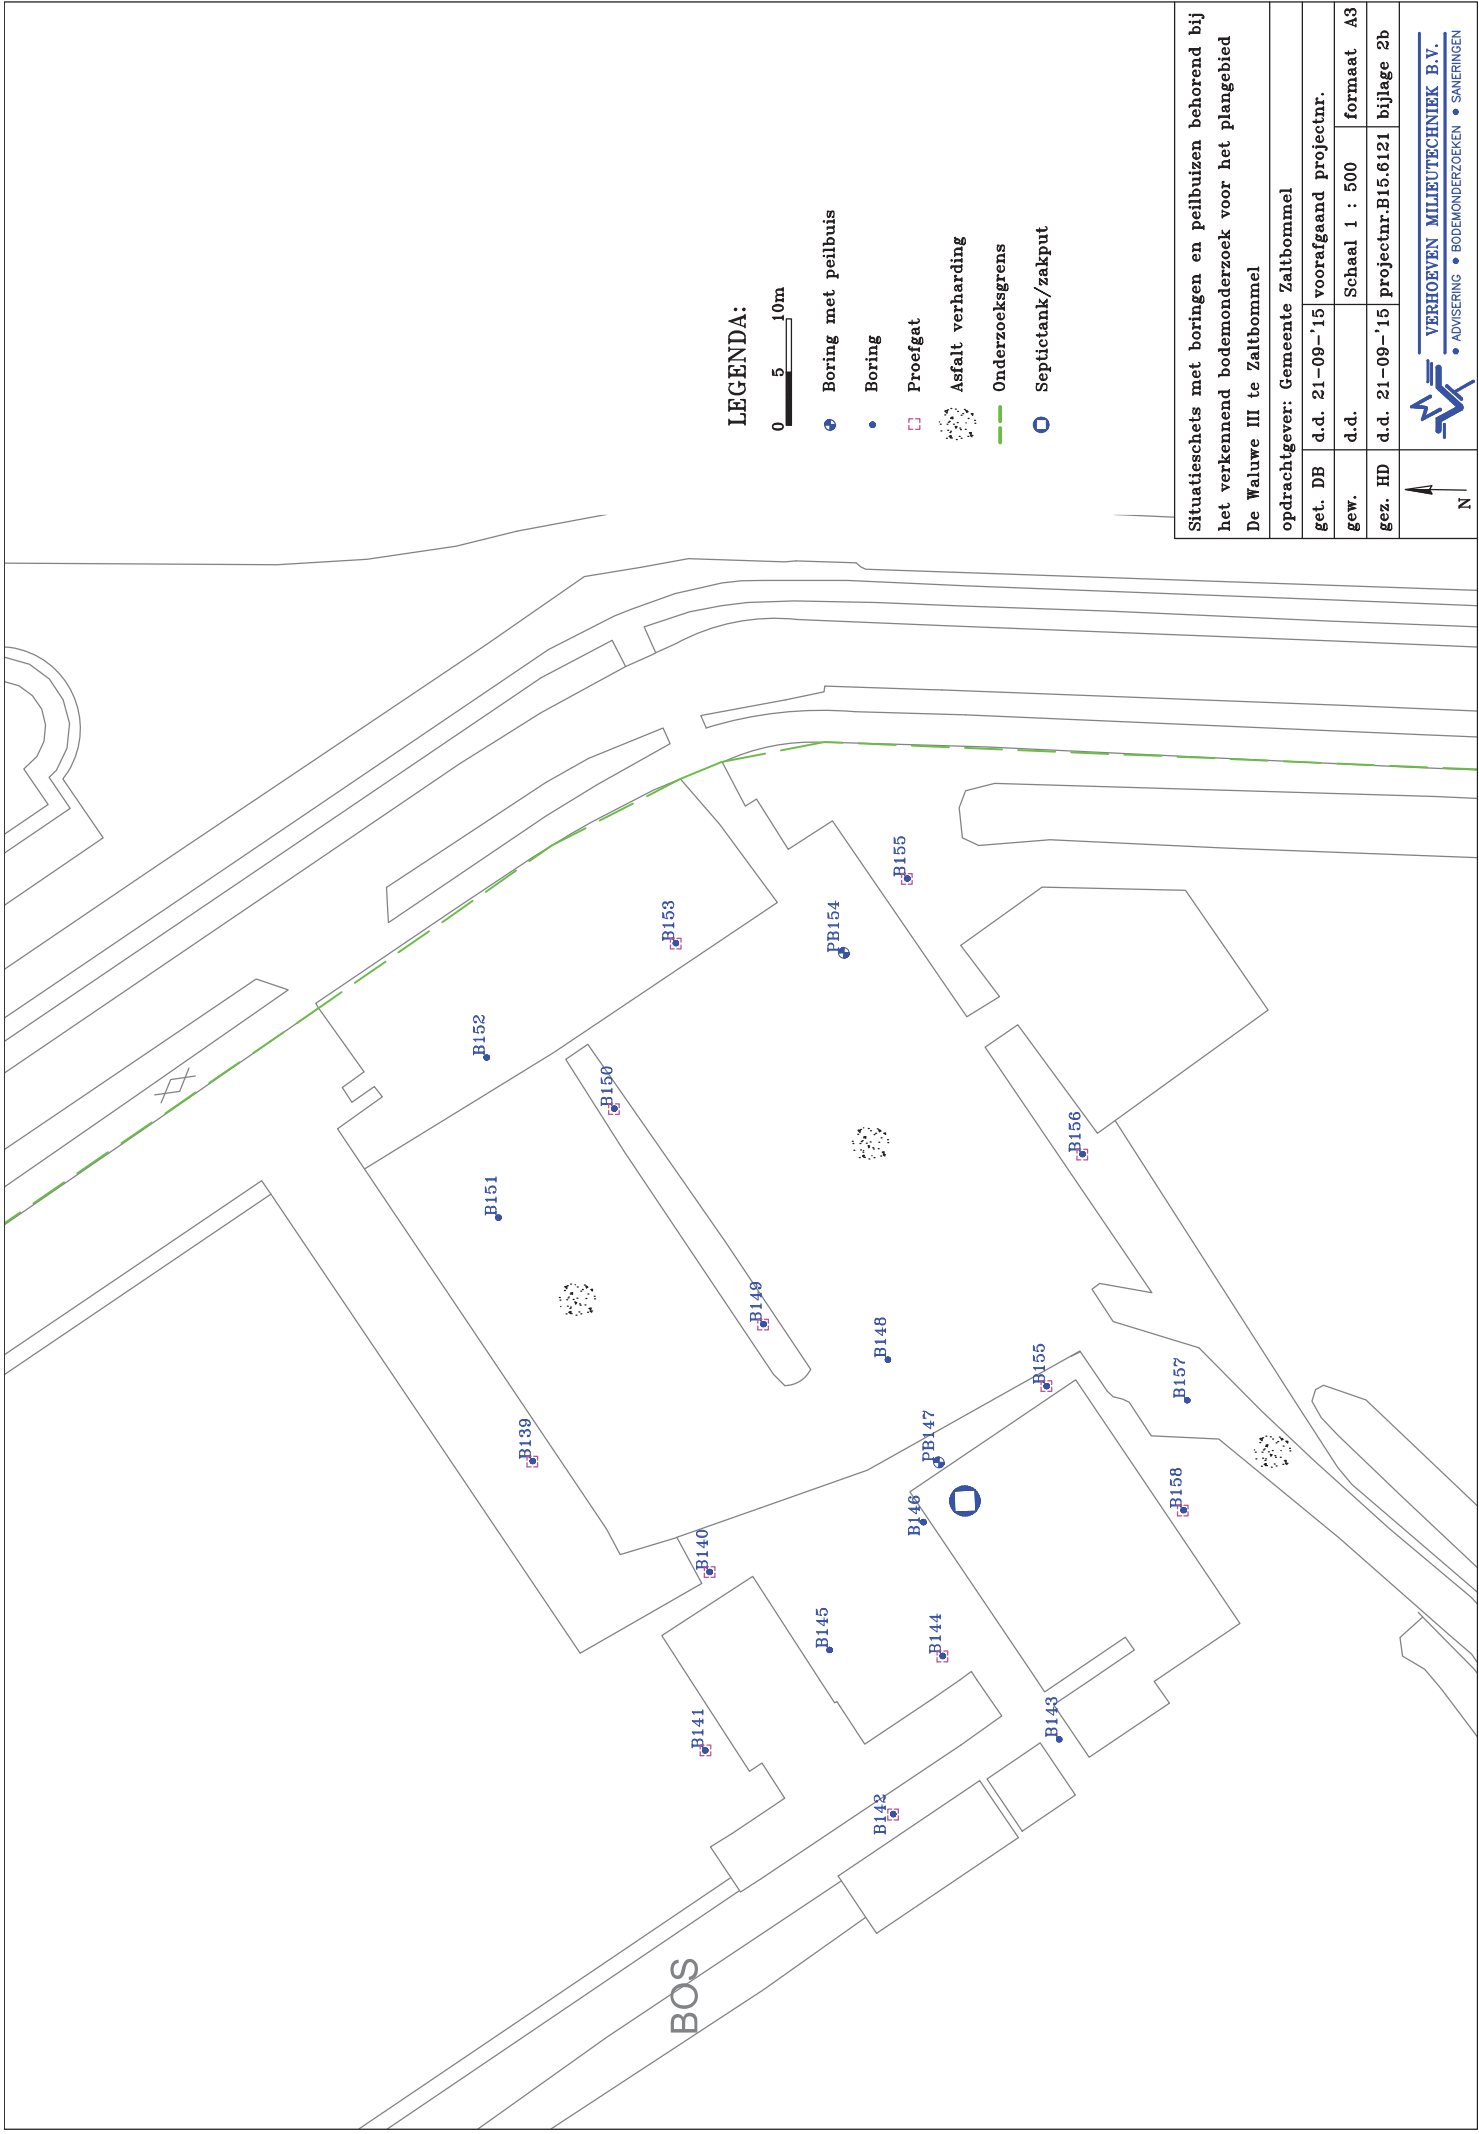 LEGENDA:
0 5 10m
Boring met peilbuis
Boring
Proefgat
Asfalt verharding
Onderzoeksgrens
Septictank/zakput
B139
B140
B141
B142
B143
B144
B145
B146
PB147
B148
B149
B150
B151
B152
B153
PB154
B155
B155
B156
B157
B158
BOS
Situatieschets met boringen en peilbuizen behorend bij
het verkennend bodemonderzoek voor het plangebied
De Waluwe III te Zaltbommel
opdrachtgever: Gemeente Zaltbommel
get. DB d.d. 21-09-'15 voorafgaand projectnr.
gew. d.d. Schaal 1 : 500 formaat A3
gez. HD d.d. 21-09-'15 projectnr.B15.6121 bijlage 2b
N
VERHOEVEN MILIEUTECHNIEK B.V.
• ADVISERING • BODEMONDERZOEKEN • SANERINGEN